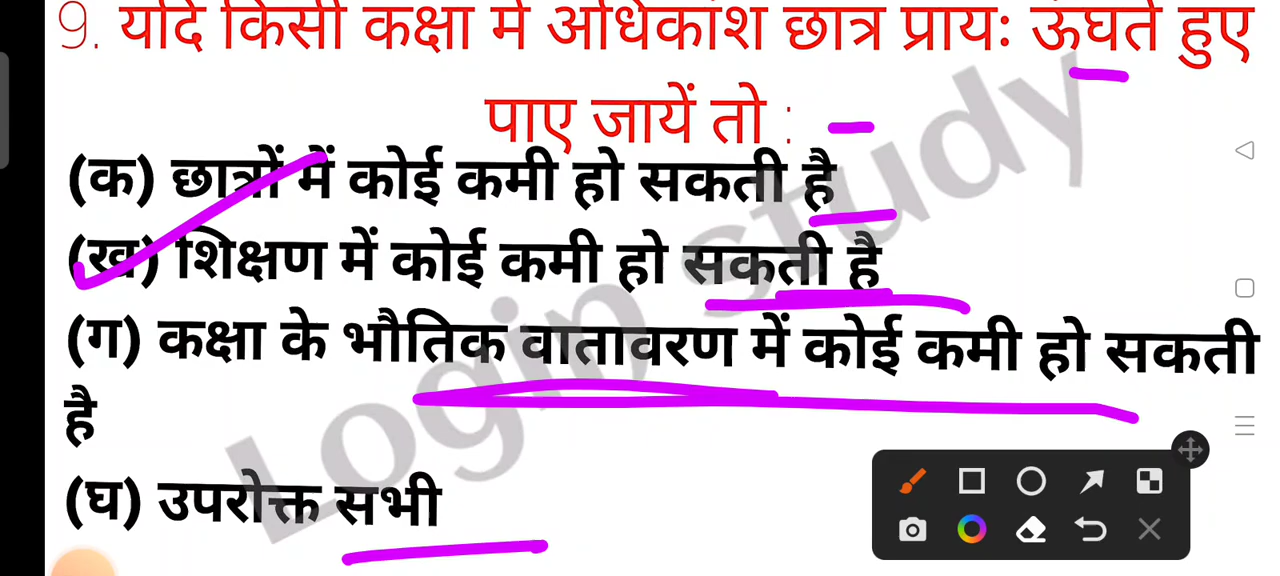 9. यदि किसी कक्षा में अधिकांश छात्र प्रायः ऊंघते हुए
पाए जायें तो :
(क) छात्रों में कोई कमी हो सकती है
(ख) शिक्षण में कोई कमी हो सकती है
(ग) कक्षा के भौतिक वातावरण में कोई कमी हो सकती
है
(घ) उपरोक्त सभी
Login study